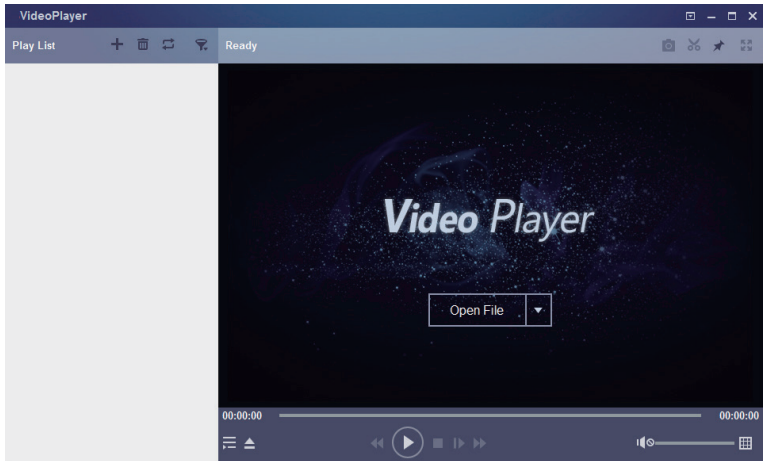 VideoPlayer
Play List
Ready
Video Player
Open File
00:00:00
00:00:00